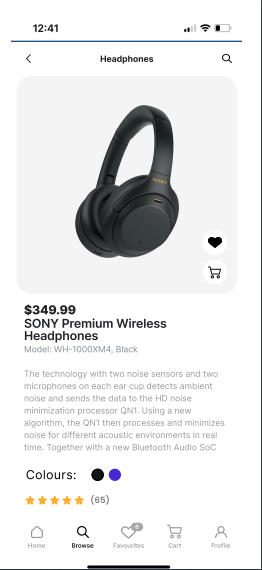 12:41
Headphones
SONY
$349.99
SONY Premium Wireless
Headphones
Model: WH-1000XM4, Black
The technology with two noise sensors and two
microphones on each ear cup detects ambient
noise and sends the data to the HD noise
minimization processor QN1. Using a new
algorithm, the QN1 then processes and minimizes
noise for different acoustic environments in real
time. Together with a new Bluetooth Audio SoC
Colours:
(65)
Home
Browse
Favourites
Cart
Profile